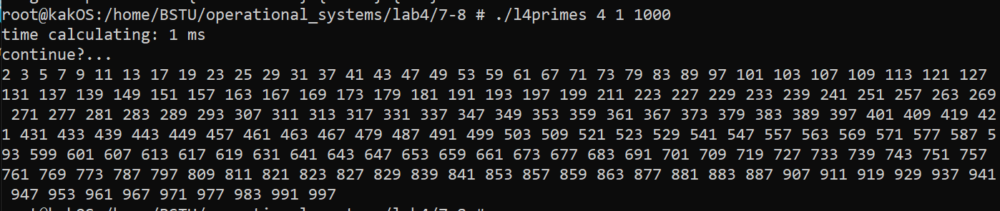 root@kakOS:/home/BSTU/operational_systems/lab4/7-8 # ./l4primes 4 1 1000
time calculating: 1 ms
continue?...
2 3 5 7 9 11 13 17 19 23 25 29 31 37 41 43 47 49 53 59 61 67 71 73 79 83 89 97 101 103 107 109 113 121 127
131 137 139 149 151 157 163 167 169 173 179 181 191 193 197 199 211 223 227 229 233 239 241 251 257 263 269
271 277 281 283 289 293 307 311 313 317 331 337 347 349 353 359 361 367 373 379 383 389 397 401 409 419 42
1 431 433 439 443 449 457 461 463 467 479 487 491 499 503 509 521 523 529 541 547 557 563 569 571 577 587 5
93 599 601 607 613 617 619 631 641 643 647 653 659 661 673 677 683 691 701 709 719 727 733 739 743 751 757
761 769 773 787 797 809 811 821 823 827 829 839 841 853 857 859 863 877 881 883 887 907 911 919 929 937 941
947 953 961 967 971 977 983 991 997